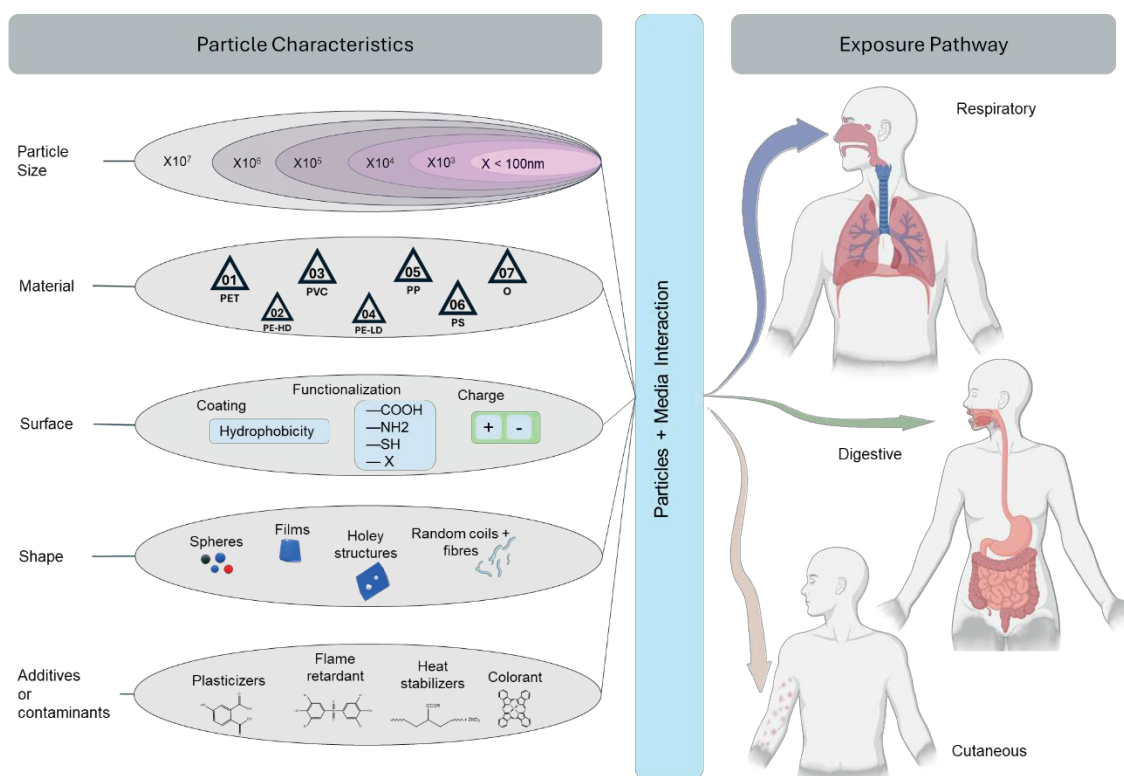 Particle Characteristics
Exposure Pathway
Particle
Size
X10⁷
X10⁶
X10⁵
X10⁴
X10³
X < 100nm
Material
01
PET
02
PE-HD
03
PVC
04
PE-LD
05
PP
06
PS
07
O
Surface
Coating
Hydrophobicity
Functionalization
—COOH
—NH2
—SH
— X
Charge
+ -
Shape
Spheres
Films
Holey
structures
Random coils +
fibres
Additives
or
contaminants
Plasticizers
Flame
retardant
Heat
stabilizers
Colorant
Particles + Media Interaction
Respiratory
Digestive
Cutaneous